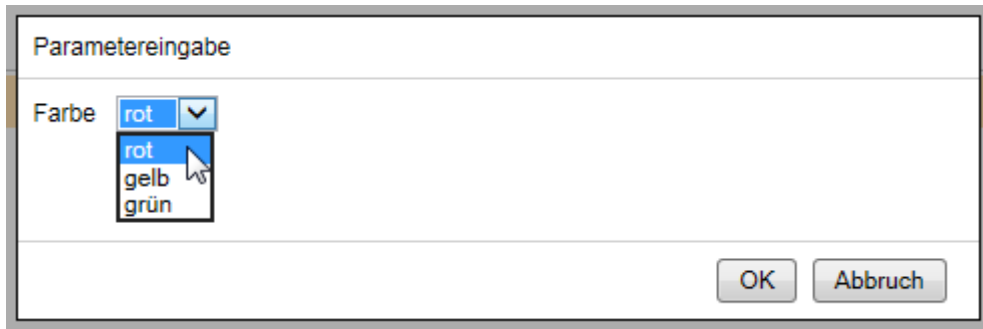 Parametereingabe
Farbe rot
rot
gelb
grün
OK Abbruch